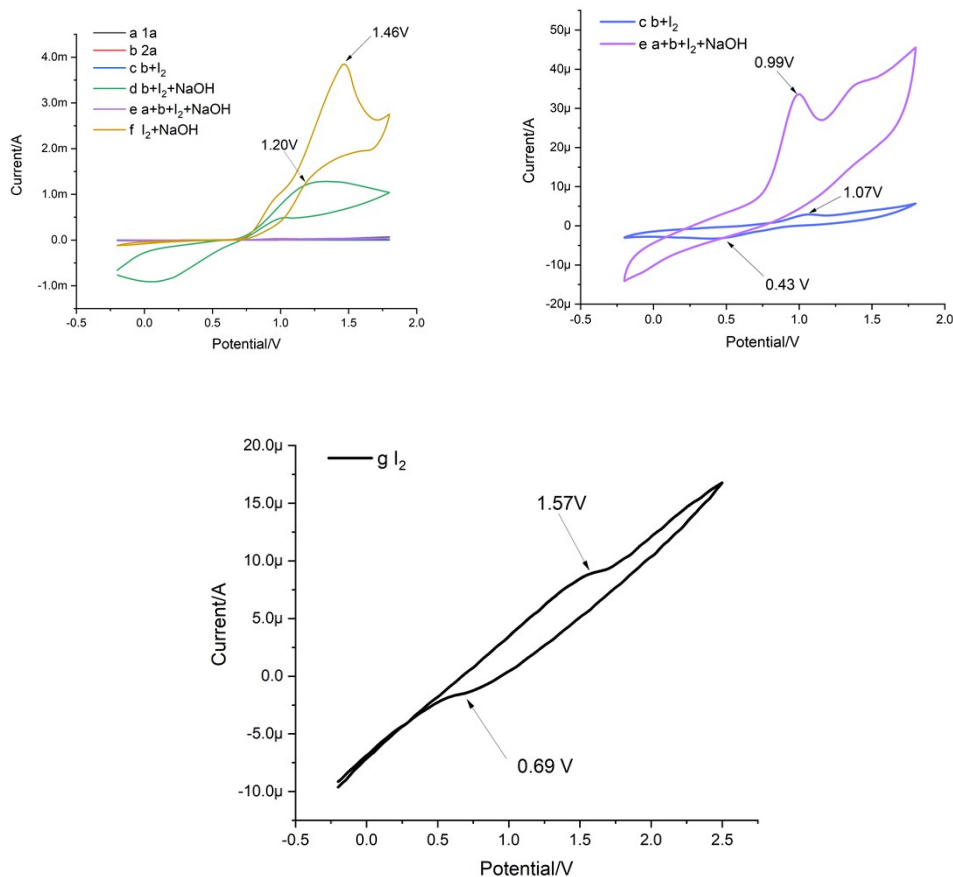 a 1a
b 2a
c b+I₂
d b+I₂+NaOH
e a+b+I₂+NaOH
f I₂+NaOH
1.46V
1.20V
4.0m
3.0m
2.0m
1.0m
0.0
-1.0m
Current/A
-0.5 0.0 0.5 1.0 1.5 2.0
Potential/V
c b+I₂
e a+b+I₂+NaOH
0.99V
1.07V
0.43 V
50μ
40μ
30μ
20μ
10μ
0
-10μ
-20μ
Current/A
-0.5 0.0 0.5 1.0 1.5 2.0
Potential/V
g I₂
1.57V
0.69 V
20.0μ
15.0μ
10.0μ
5.0μ
0.0
-5.0μ
-10.0μ
Current/A
-0.5 0.0 0.5 1.0 1.5 2.0 2.5
Potential/V